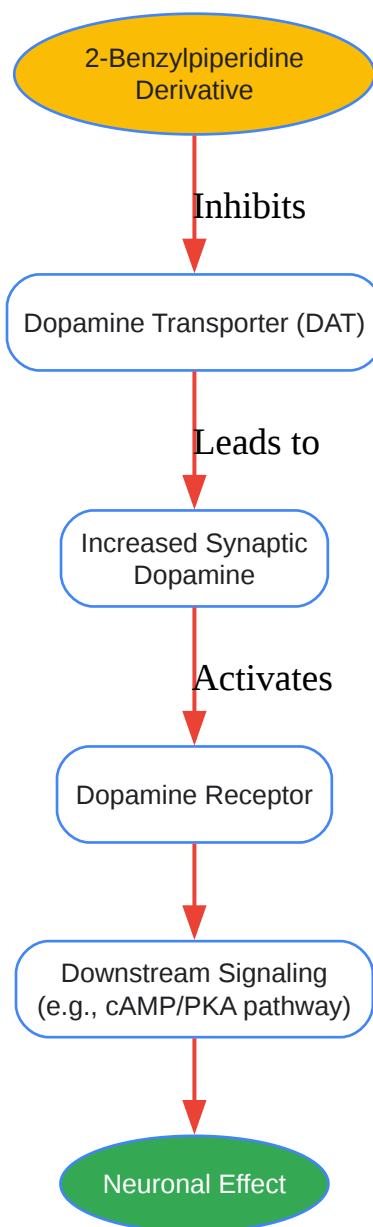 2-Benzylpiperidine
Derivative
Inhibits
Dopamine Transporter (DAT)
Leads to
Increased Synaptic
Dopamine
Activates
Dopamine Receptor
Downstream Signaling
(e.g., cAMP/PKA pathway)
Neuronal Effect